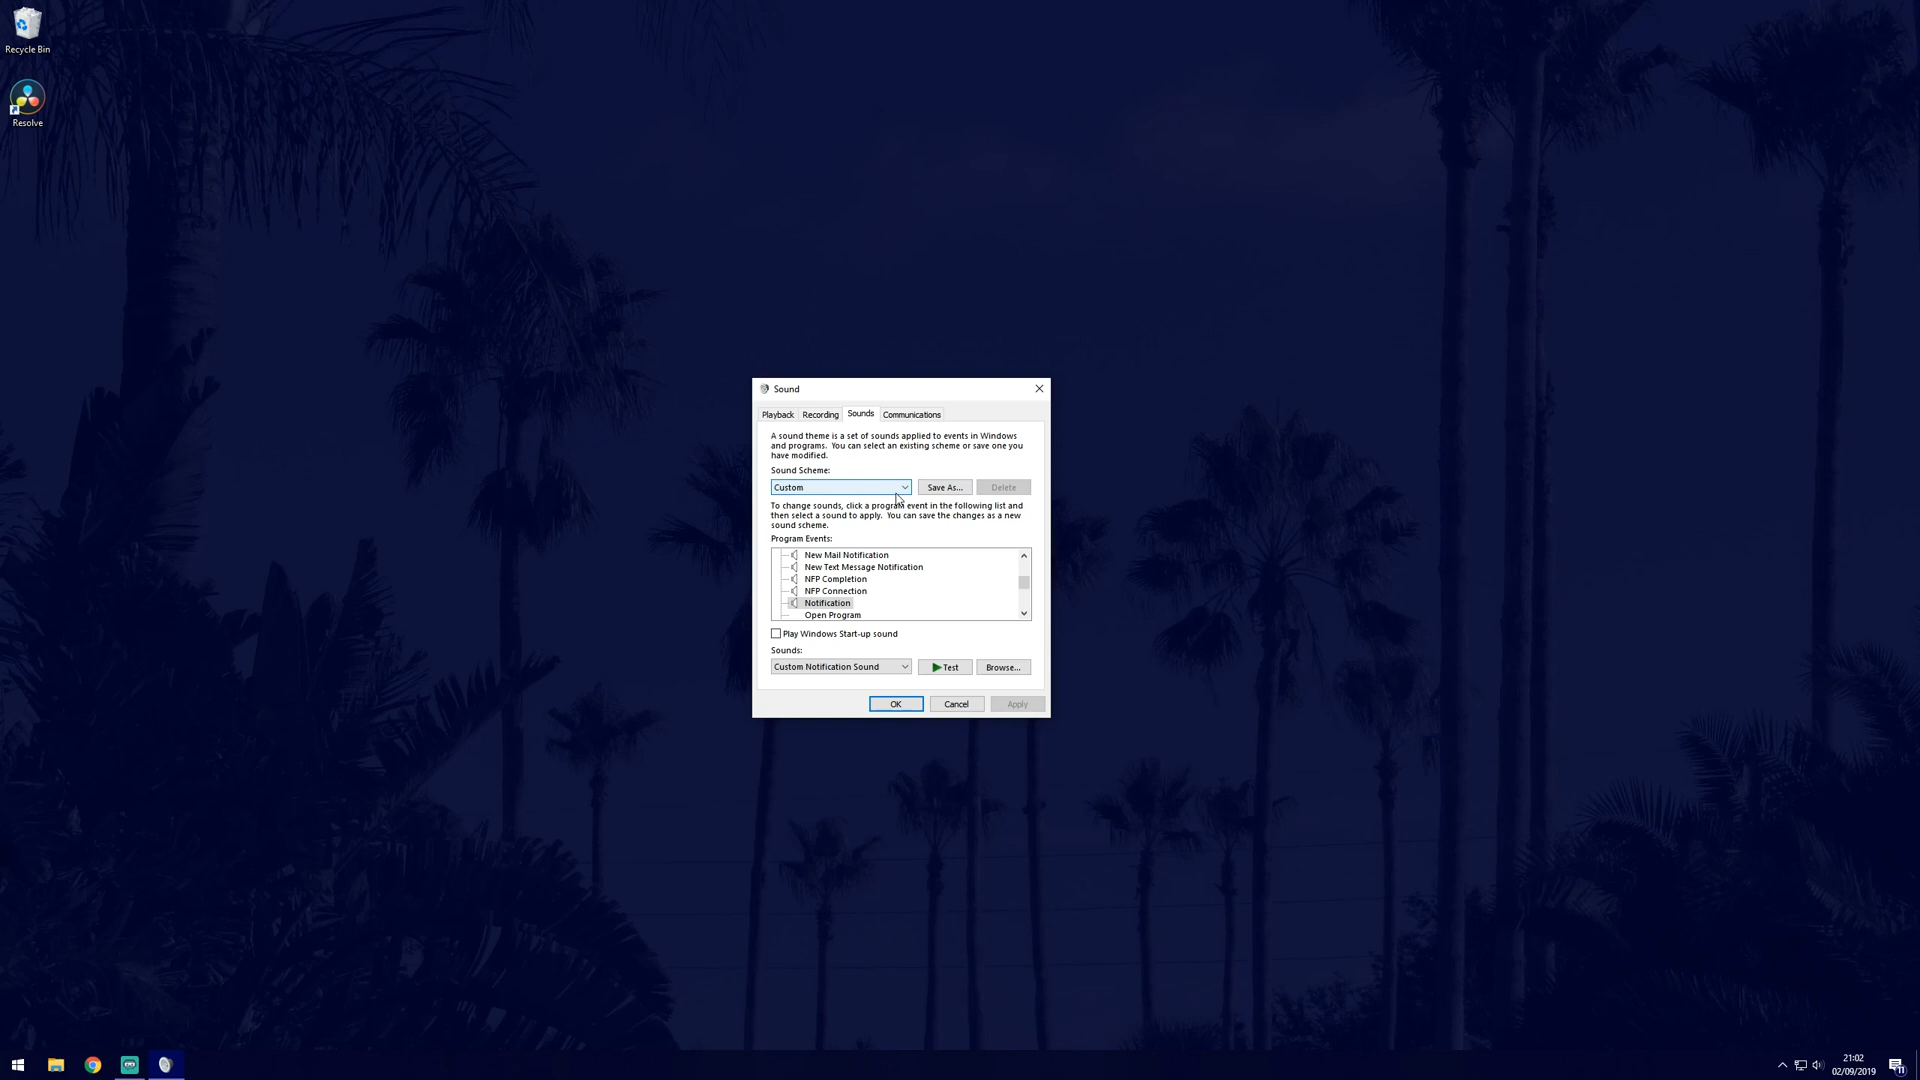 Recycle Bin
Resolve
Sound
Playback
Recording
Sounds
Communications
A sound theme is a set of sounds applied to events in Windows
and programs. You can select an existing scheme or save one you
have modified.
Sound Scheme:
Custom
Save As...
Delete
To change sounds, click a program event in the following list and
then select a sound to apply. You can save the changes as a new
sound scheme.
Program Events:
New Mail Notification
New Text Message Notification
NFP Completion
NFP Connection
Notification
Open Program
Play Windows Start-up sound
Sounds:
Custom Notification Sound
Test
Browse...
OK
Cancel
Apply
21:02
02/09/2019
11